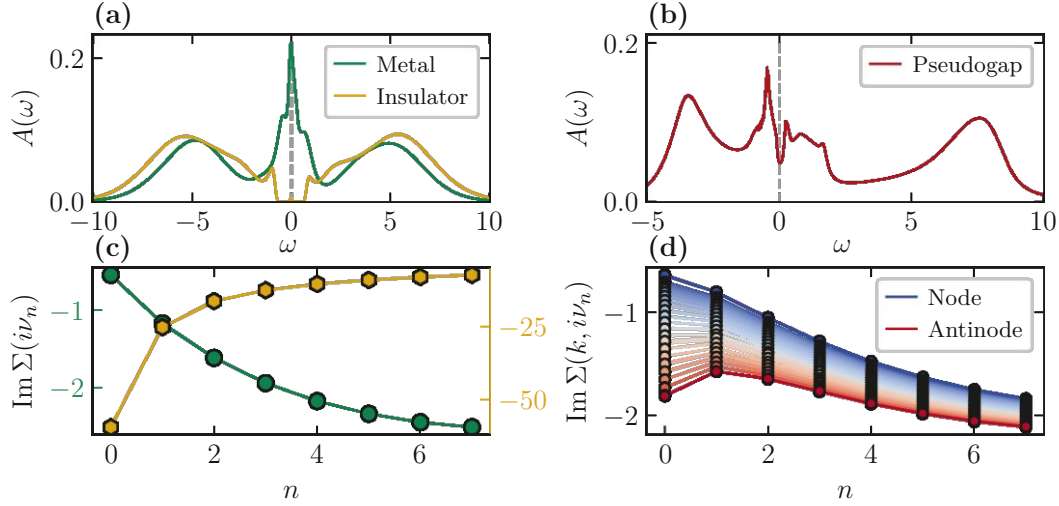 (a)
A(ω)
0.2
0.0
Metal
Insulator
−10
−5
0
5
10
ω
(b)
A(ω)
0.2
0.0
Pseudogap
−5
0
5
10
ω
(c)
Im Σ(iνₙ)
−1
−2
−25
−50
0
2
4
6
n
(d)
Im Σ(k, iνₙ)
−1
−2
Node
Antinode
0
2
4
6
n